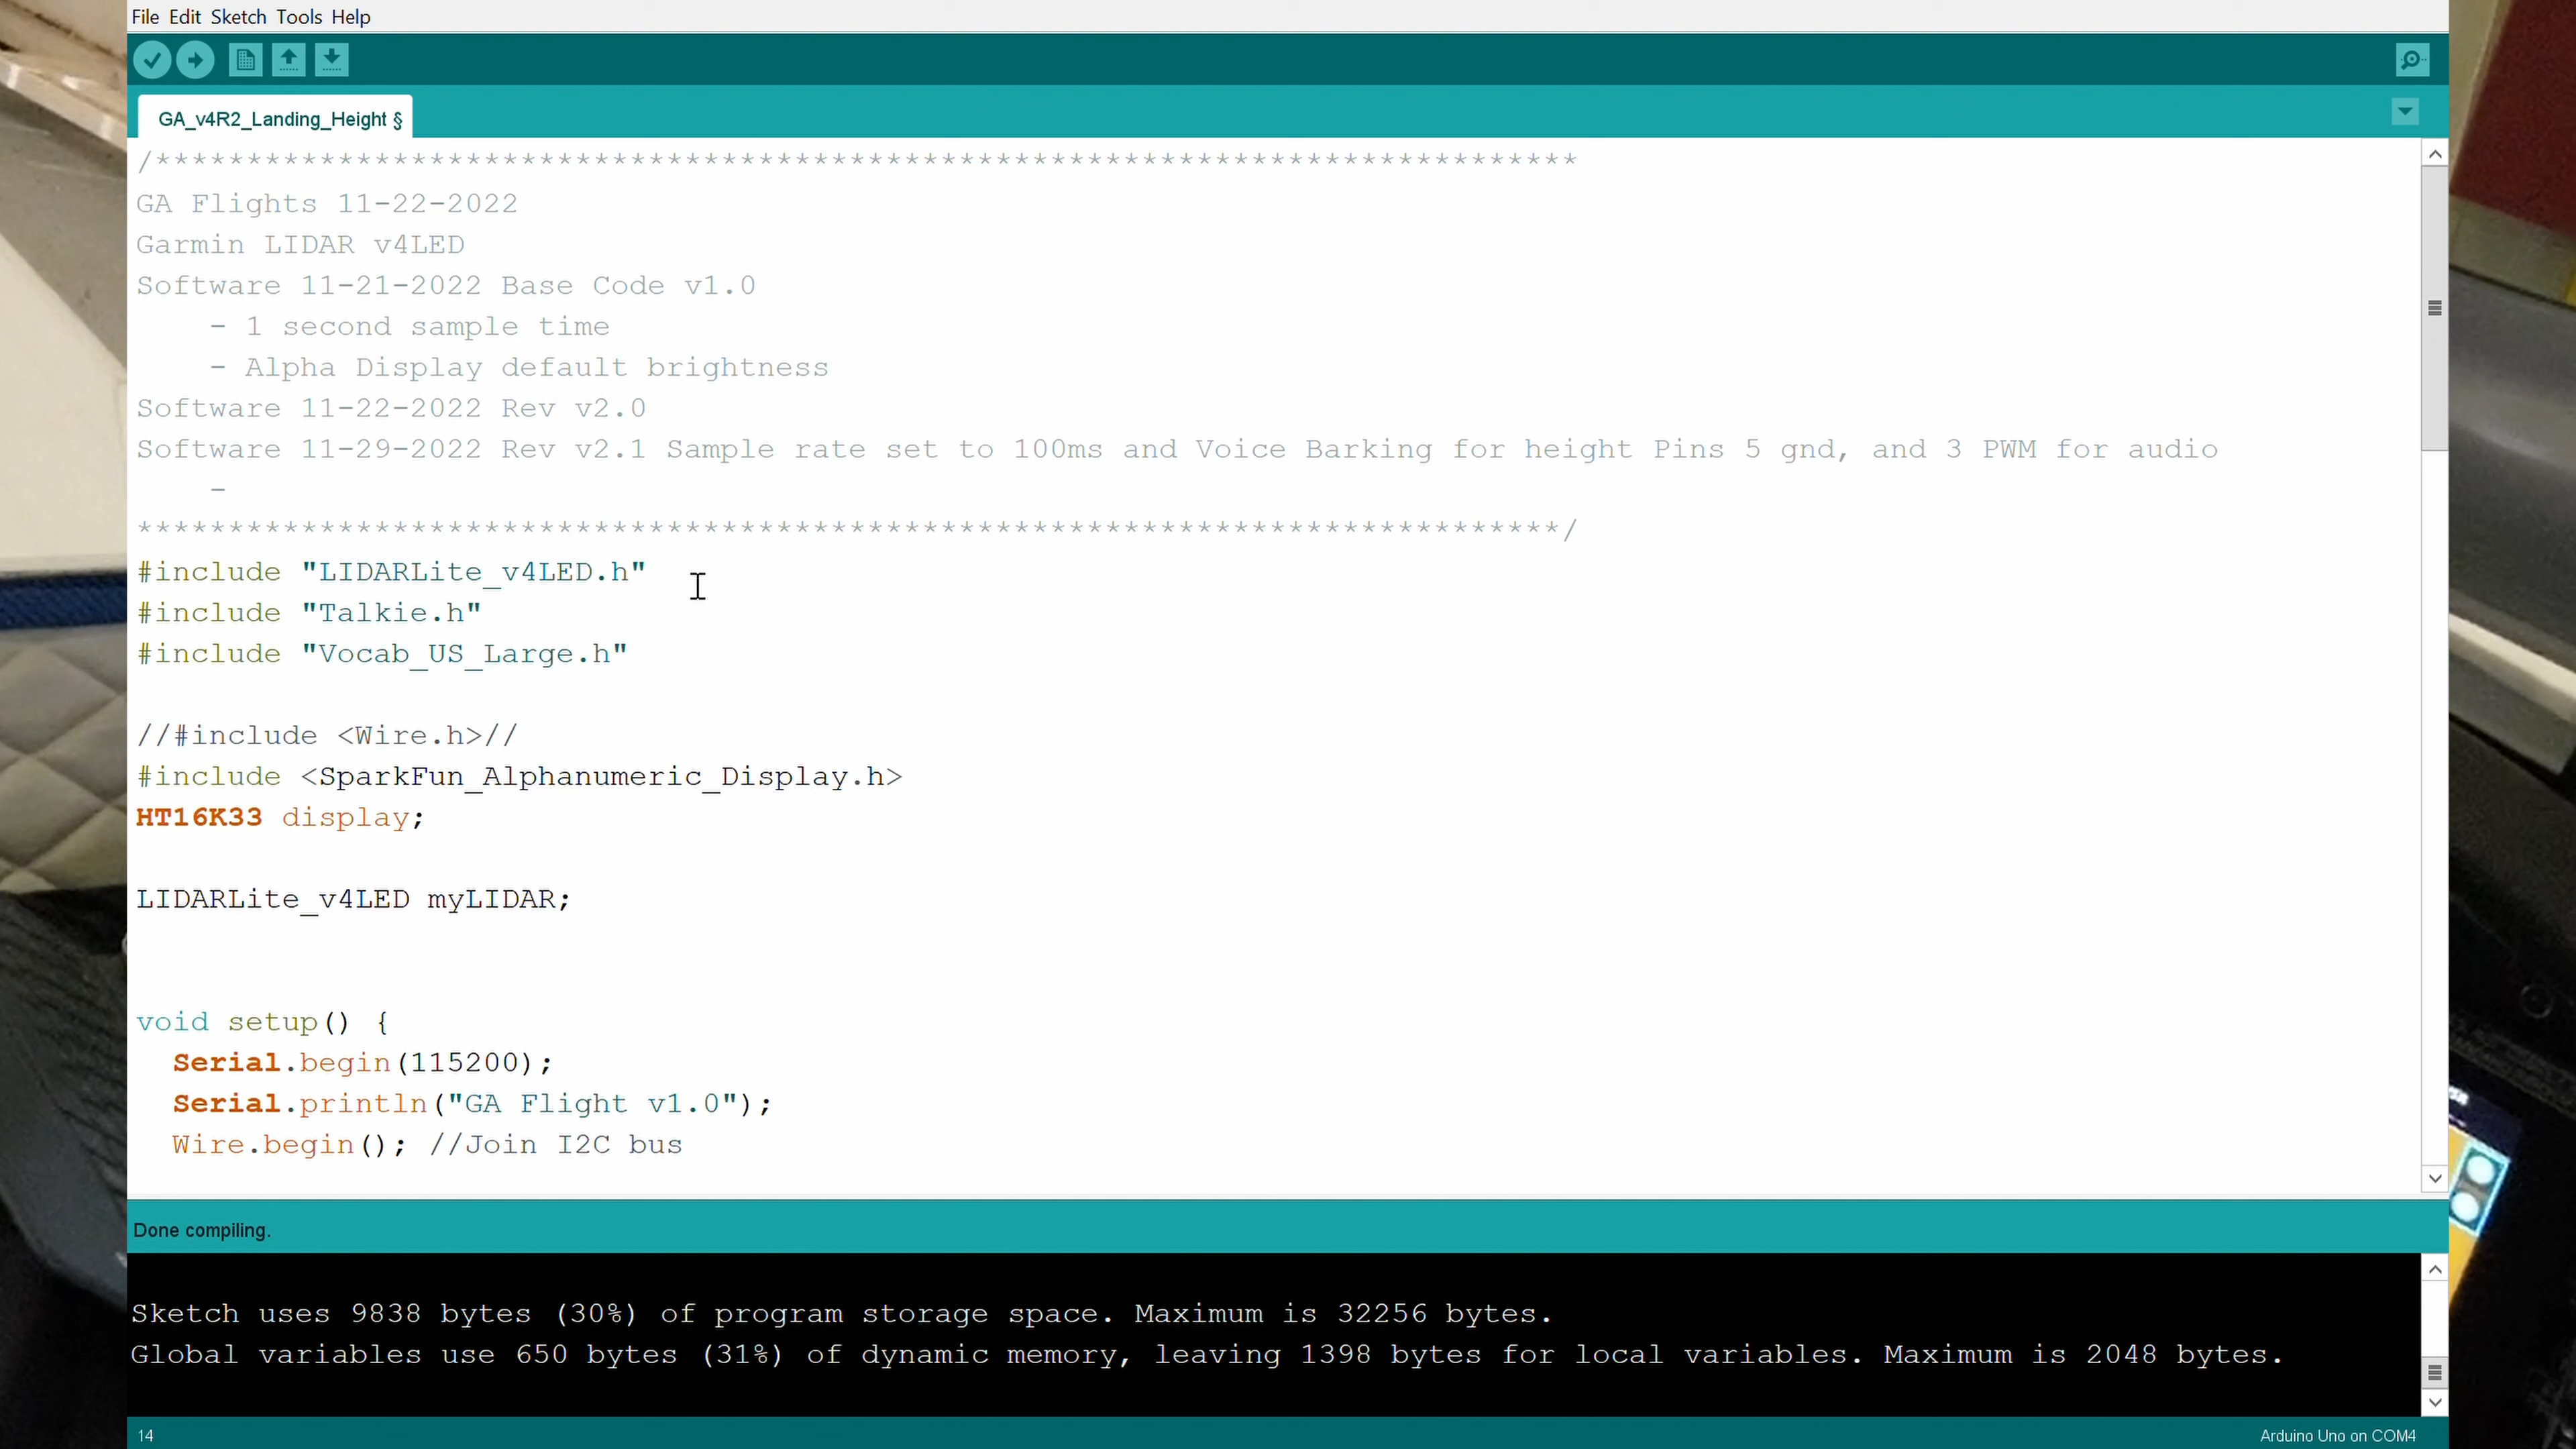 File Edit Sketch Tools Help
GA_v4R2_Landing_Height §
/******************************************************************************
GA Flights 11-22-2022
Garmin LIDAR v4LED
Software 11-21-2022 Base Code v1.0
- 1 second sample time
- Alpha Display default brightness
Software 11-22-2022 Rev v2.0
Software 11-29-2022 Rev v2.1 Sample rate set to 100ms and Voice Barking for height Pins 5 gnd, and 3 PWM for audio
-
******************************************************************************/
#include "LIDARLite_v4LED.h"
#include "Talkie.h"
#include "Vocab_US_Large.h"
//#include <Wire.h>//
#include <SparkFun_Alphanumeric_Display.h>
HT16K33 display;
LIDARLite_v4LED myLIDAR;
void setup() {
Serial.begin(115200);
Serial.println("GA Flight v1.0");
Wire.begin(); //Join I2C bus
Done compiling.
Sketch uses 9838 bytes (30%) of program storage space. Maximum is 32256 bytes.
Global variables use 650 bytes (31%) of dynamic memory, leaving 1398 bytes for local variables. Maximum is 2048 bytes.
14
Arduino Uno on COM4